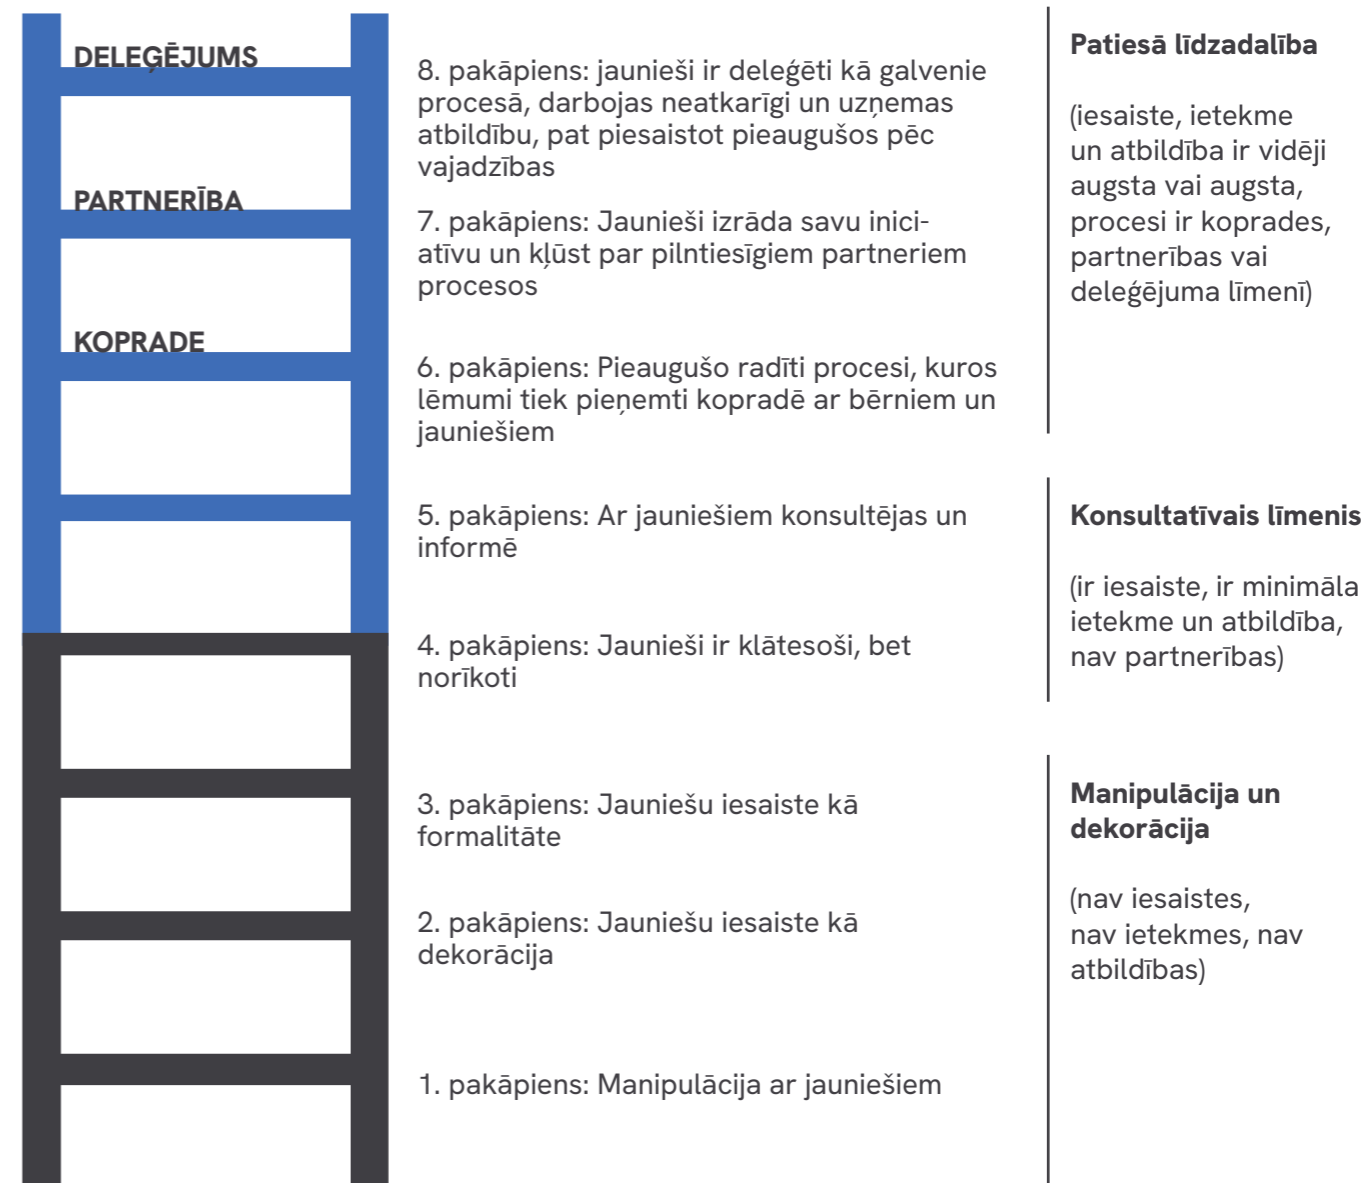 DELEĢĒJUMS
8. pakāpiens: jaunieši ir deleģēti kā galvenie
procesā, darbojas neatkarīgi un uzņemas
atbildību, pat piesaistot pieaugušos pēc
vajadzības
PARTNERĪBA
7. pakāpiens: Jaunieši izrāda savu inici-
atīvu un kļūst par pilntiesīgiem partneriem
procesos
KOPRADE
6. pakāpiens: Pieaugušo radīti procesi, kuros
lēmumi tiek pieņemti kopradē ar bērniem un
jauniešiem
5. pakāpiens: Ar jauniešiem konsultējas un
informē
4. pakāpiens: Jaunieši ir klātesoši, bet
norīkoti
3. pakāpiens: Jauniešu iesaiste kā
formalitāte
2. pakāpiens: Jauniešu iesaiste kā
dekorācija
1. pakāpiens: Manipulācija ar jauniešiem
Patiesā līdzadalība
(iesaiste, ietekme
un atbildība ir vidēji
augsta vai augsta,
procesi ir koprades,
partnerības vai
deleģējuma līmenī)
Konsultatīvais līmenis
(ir iesaiste, ir minimāla
ietekme un atbildība,
nav partnerības)
Manipulācija un
dekorācija
(nav iesaistes,
nav ietekmes, nav
atbildības)